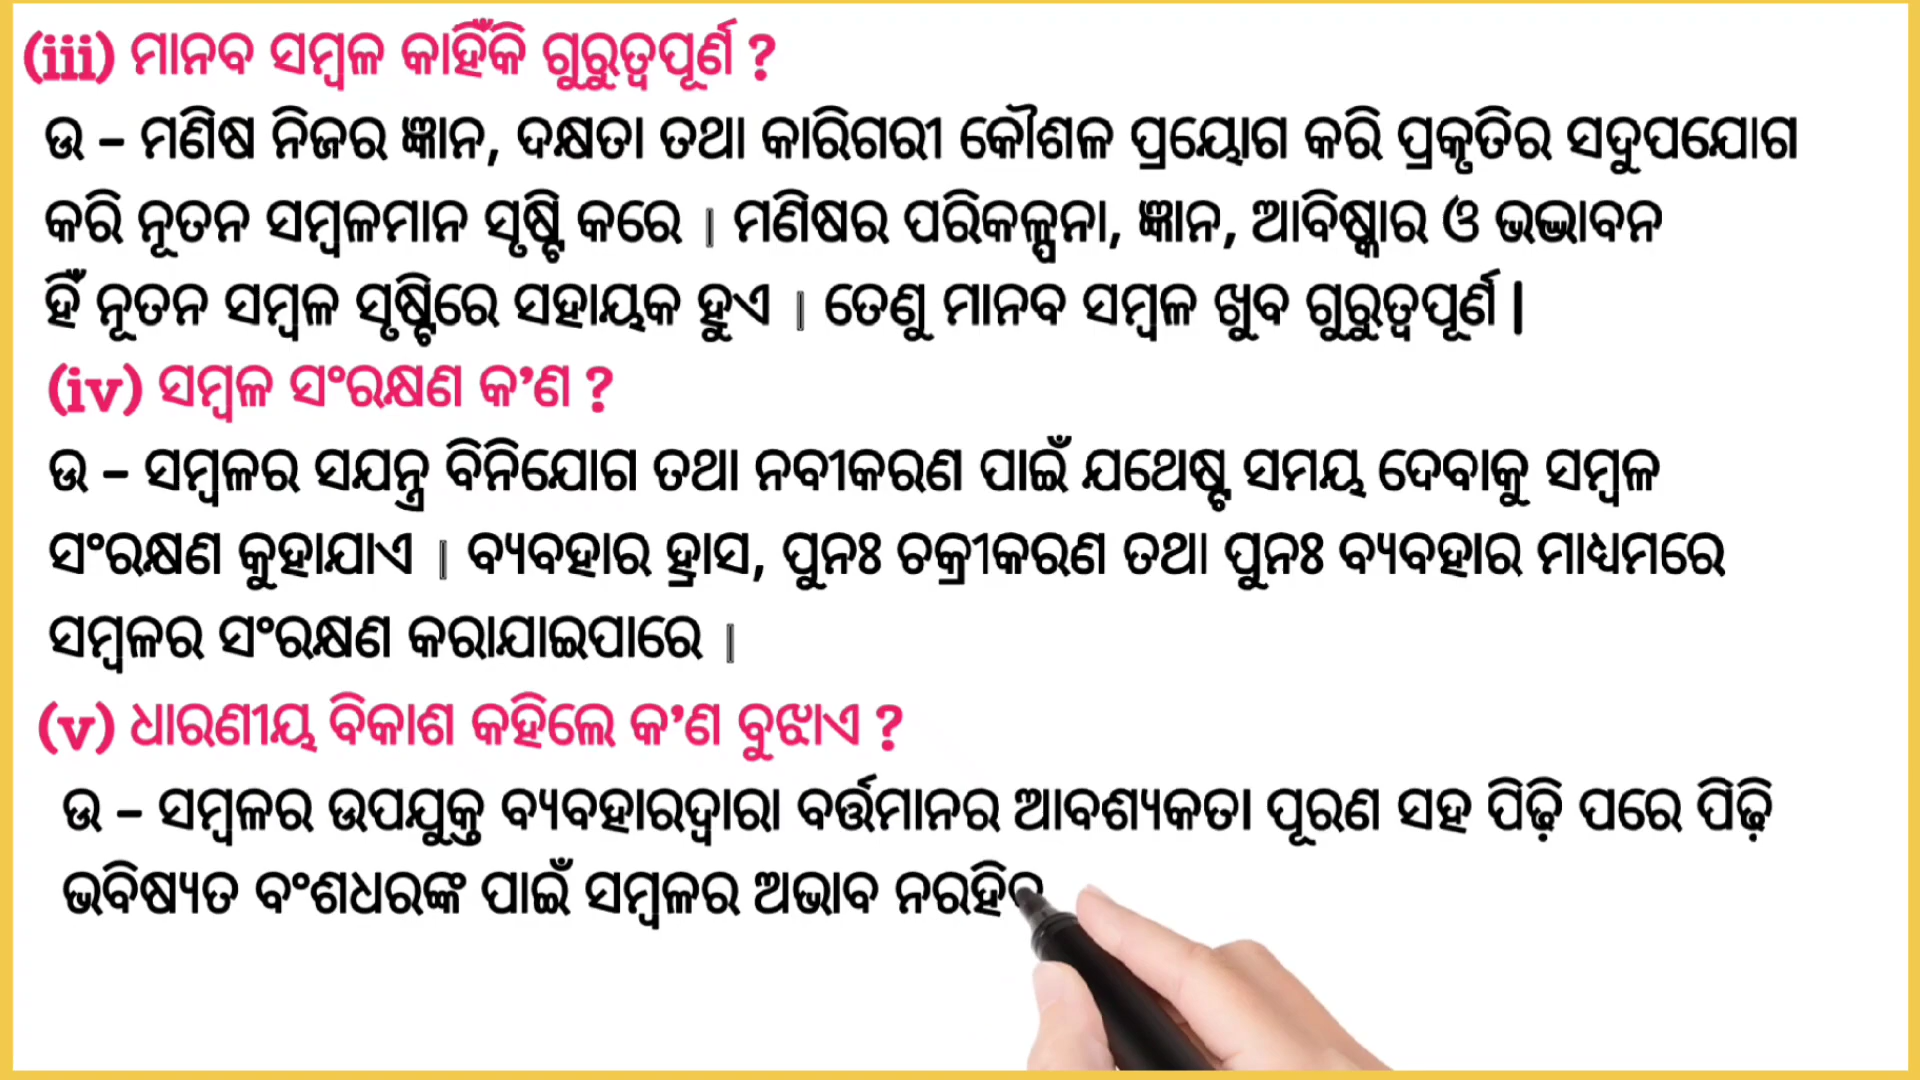 (iii) ମାନବ ସମ୍ବଳ କାହିଁକି ଗୁରୁତ୍ୱପୂର୍ଣ ?
ଉ – ମଣିଷ ନିଜର ଜ୍ଞାନ, ଦକ୍ଷତା ତଥା କାରିଗରୀ କୌଶଳ ପ୍ରୟୋଗ କରି ପ୍ରକୃତିର ସଦୁପଯୋଗ
କରି ନୂତନ ସମ୍ବଳମାନ ସୃଷ୍ଟି କରେ । ମଣିଷର ପରିକଳ୍ପନା, ଜ୍ଞାନ, ଆବିଷ୍କାର ଓ ଭଦ୍ଭାବନ
ହିଁ ନୂତନ ସମ୍ବଳ ସୃଷ୍ଟିରେ ସହାୟକ ହୁଏ । ତେଣୁ ମାନବ ସମ୍ବଳ ଖୁବ ଗୁରୁତ୍ୱପୂର୍ଣ |
(iv) ସମ୍ବଳ ସଂରକ୍ଷଣ କ’ଣ ?
ଉ – ସମ୍ବଳର ସଯନ୍ତ୍ର ବିନିଯୋଗ ତଥା ନବୀକରଣ ପାଇଁ ଯଥେଷ୍ଟ ସମୟ ଦେବାକୁ ସମ୍ବଳ
ସଂରକ୍ଷଣ କୁହାଯାଏ । ବ୍ୟବହାର ହ୍ରାସ, ପୁନଃ ଚକ୍ରୀକରଣ ତଥା ପୁନଃ ବ୍ୟବହାର ମାଧ୍ୟମରେ
ସମ୍ବଳର ସଂରକ୍ଷଣ କରାଯାଇପାରେ ।
(v) ଧାରଣୀୟ ବିକାଶ କହିଲେ କ’ଣ ବୁଝାଏ ?
ଉ – ସମ୍ବଳର ଉପଯୁକ୍ତ ବ୍ୟବହାରଦ୍ୱାରା ବର୍ତ୍ତମାନର ଆବଶ୍ୟକତା ପୂରଣ ସହ ପିଢ଼ି ପରେ ପିଢ଼ି
ଭବିଷ୍ୟତ ବଂଶଧରଙ୍କ ପାଇଁ ସମ୍ବଳର ଅଭାବ